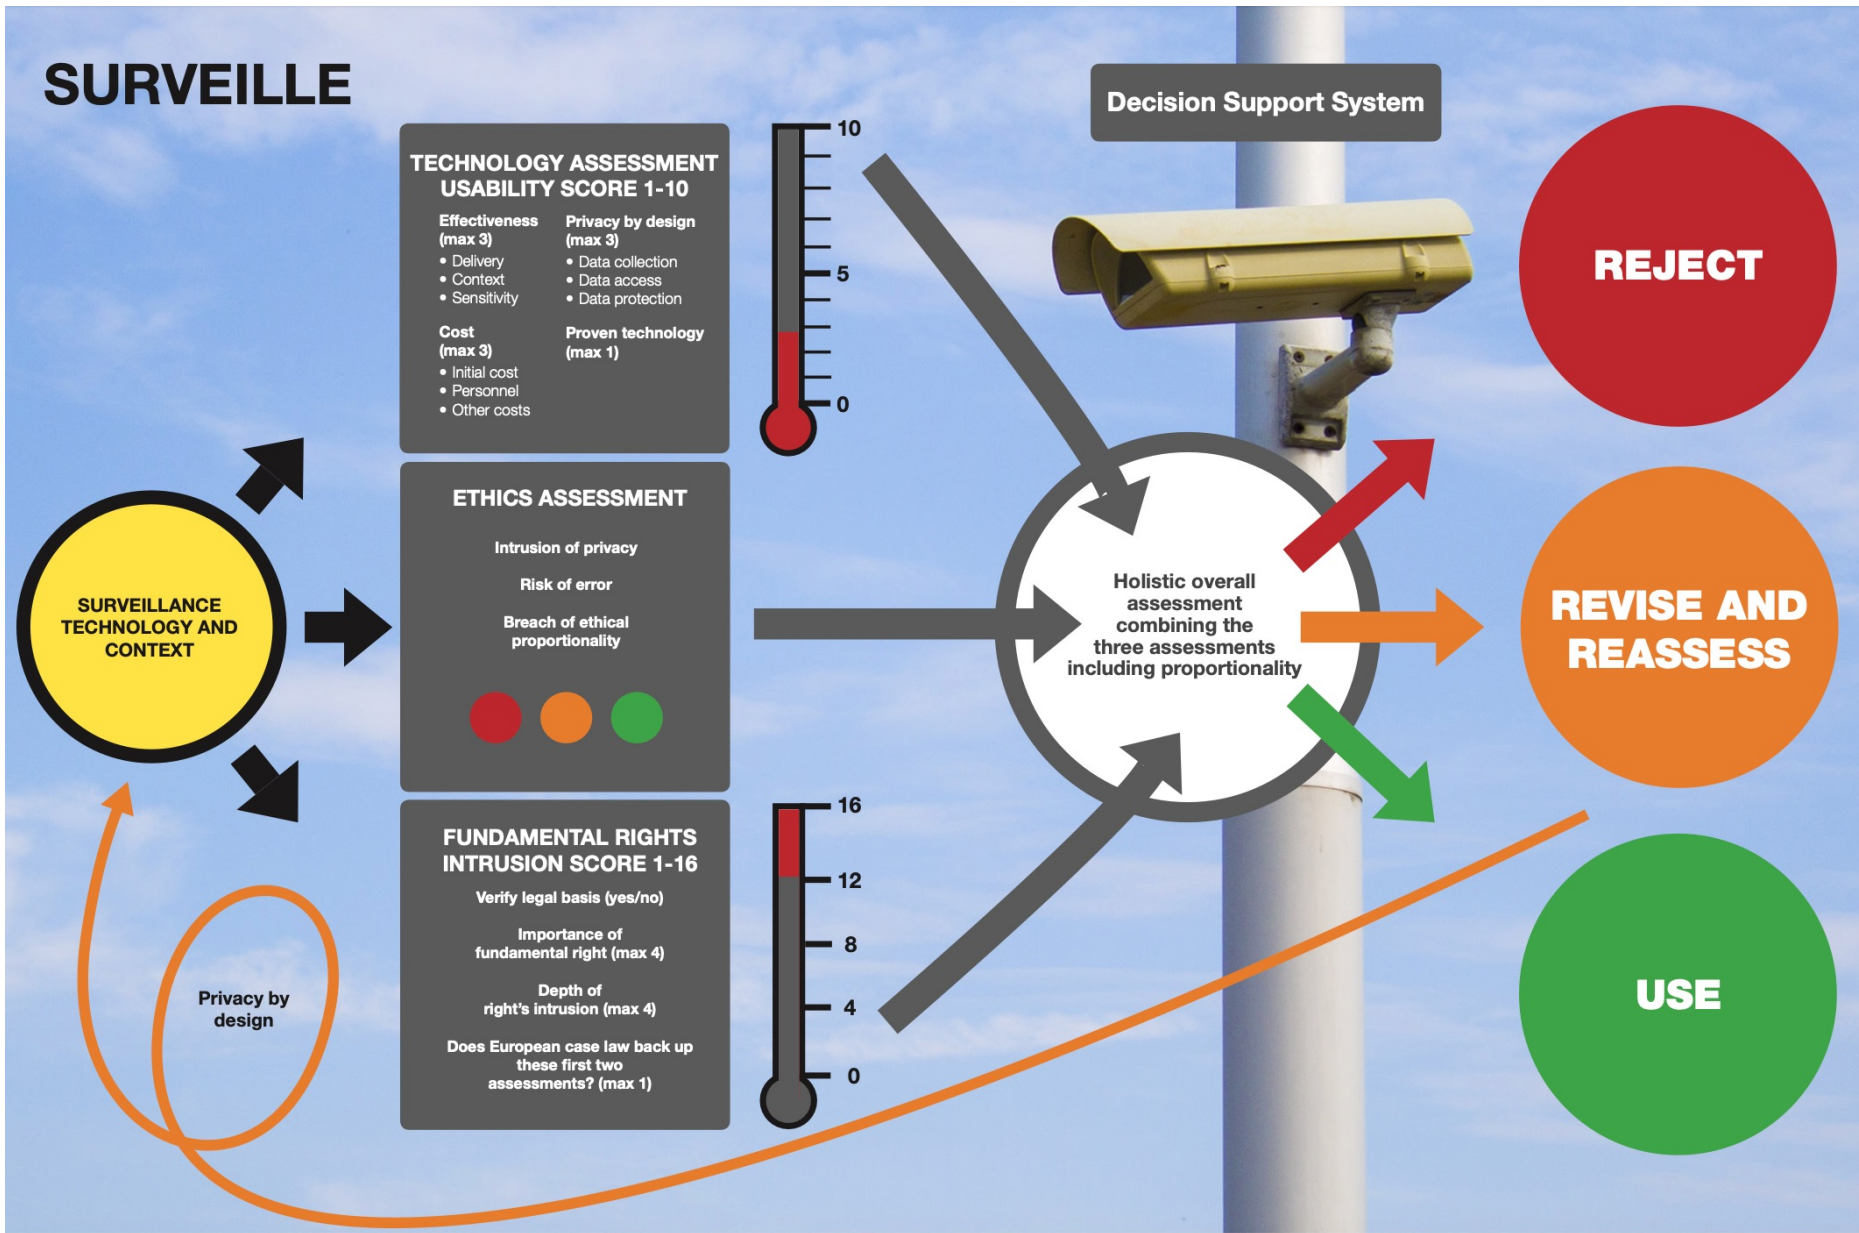 SURVEILLE
SURVEILLANCE
TECHNOLOGY AND
CONTEXT
TECHNOLOGY ASSESSMENT
USABILITY SCORE 1-10
Effectiveness
(max 3)
• Delivery
• Context
• Sensitivity
Privacy by design
(max 3)
• Data collection
• Data access
• Data protection
Cost
(max 3)
• Initial cost
• Personnel
• Other costs
Proven technology
(max 1)
10
5
0
ETHICS ASSESSMENT
Intrusion of privacy
Risk of error
Breach of ethical
proportionality
FUNDAMENTAL RIGHTS
INTRUSION SCORE 1-16
Verify legal basis (yes/no)
Importance of
fundamental right (max 4)
Depth of
right's intrusion (max 4)
Does European case law back up
these first two
assessments? (max 1)
16
12
8
4
0
Privacy by
design
Decision Support System
Holistic overall
assessment
combining the
three assessments
including proportionality
REJECT
REVISE AND
REASSESS
USE